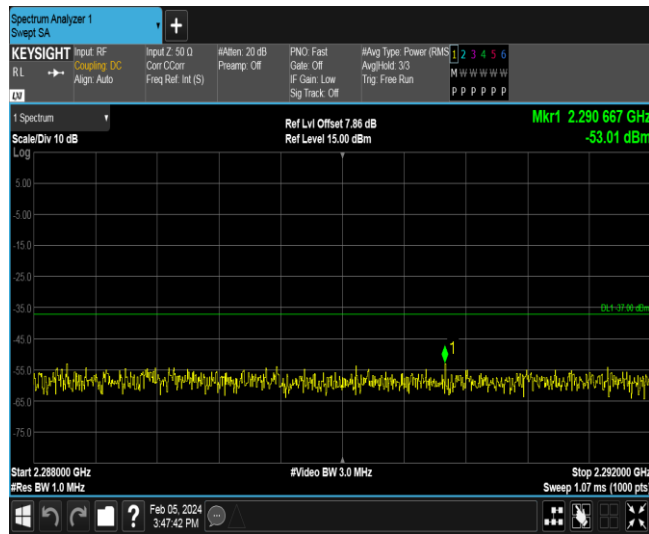 Spectrum Analyzer 1
Swept SA
+
KEYSIGHT
RL
LXI
Input: RF
Coupling: DC
Align: Auto
Input Z: 50 Ω
Corr CCorr
Freq Ref: Int (S)
#Atten: 20 dB
Preamp: Off
PNO: Fast
Gate: Off
IF Gain: Low
Sig Track: Off
#Avg Type: Power (RMS
Avg|Hold: 3/3
Trig: Free Run
1 2 3 4 5 6
M W W W W W
P P P P P P
1 Spectrum
Scale/Div 10 dB
Log
Ref Lvl Offset 7.86 dB
Ref Level 15.00 dBm
Mkr1 2.290 667 GHz
-53.01 dBm
5.00
-5.00
-15.0
-25.0
-35.0
DL1 -37.00 dBm
-45.0
1
-55.0
-65.0
-75.0
Start 2.288000 GHz
#Res BW 1.0 MHz
#Video BW 3.0 MHz
Stop 2.292000 GHz
Sweep 1.07 ms (1000 pts)
?
Feb 05, 2024
3:47:42 PM